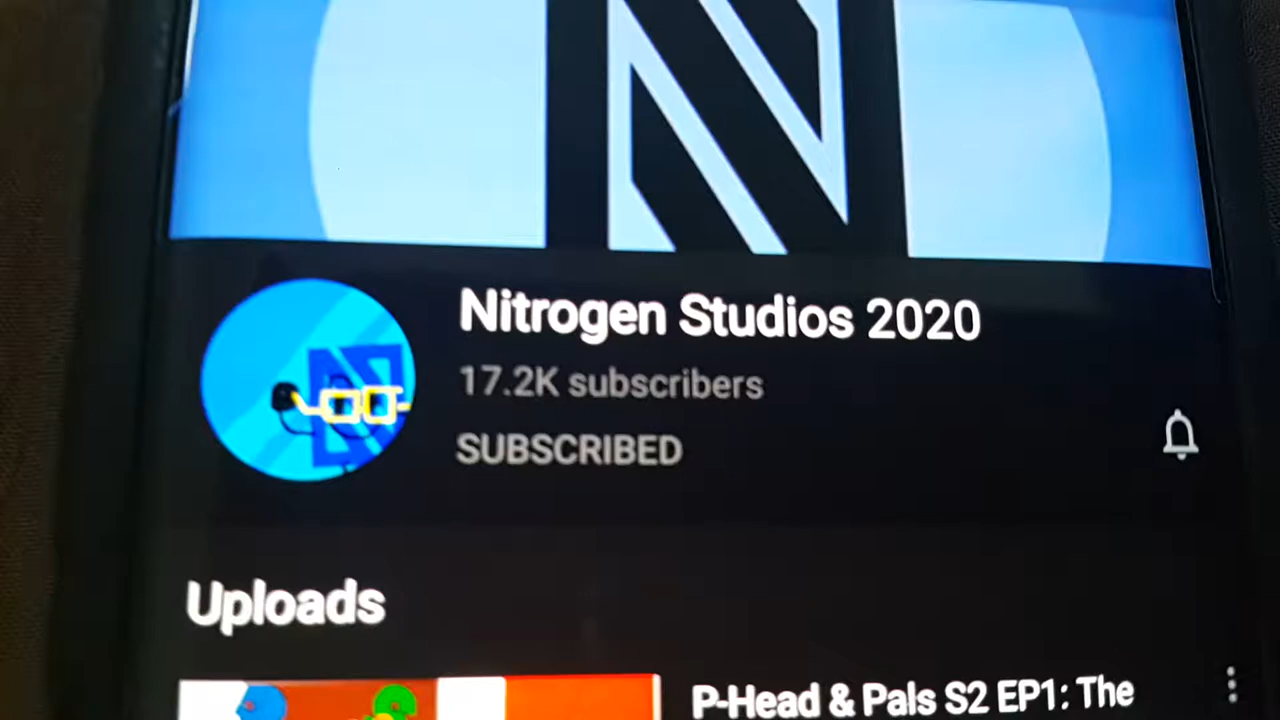 N
Nitrogen Studios 2020
17.2K subscribers
SUBSCRIBED
Uploads
P-Head & Pals S2 EP1: The